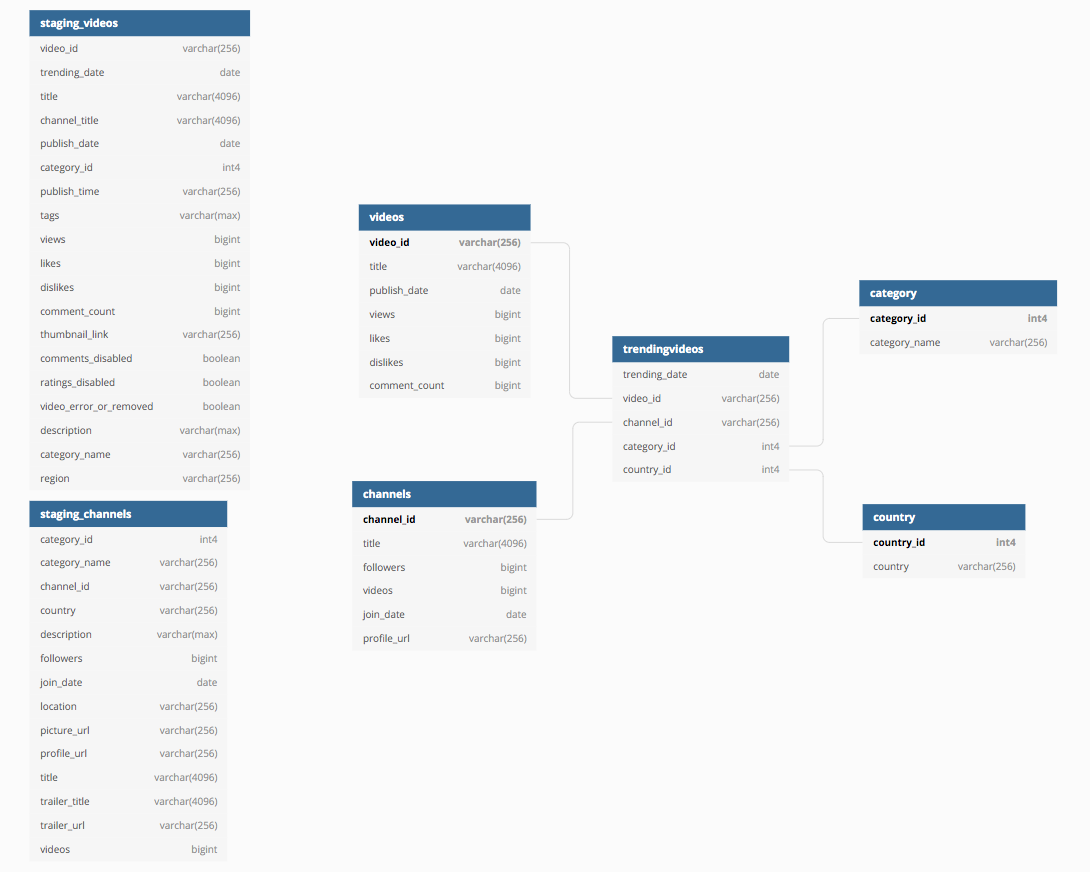 staging_videos
video_id varchar(256)
trending_date date
title varchar(4096)
channel_title varchar(4096)
publish_date date
category_id int4
publish_time varchar(256)
tags varchar(max)
views bigint
likes bigint
dislikes bigint
comment_count bigint
thumbnail_link varchar(256)
comments_disabled boolean
ratings_disabled boolean
video_error_or_removed boolean
description varchar(max)
category_name varchar(256)
region varchar(256)
staging_channels
category_id int4
category_name varchar(256)
channel_id varchar(256)
country varchar(256)
description varchar(max)
followers bigint
join_date date
location varchar(256)
picture_url varchar(256)
profile_url varchar(256)
title varchar(4096)
trailer_title varchar(4096)
trailer_url varchar(256)
videos bigint
videos
video_id varchar(256)
title varchar(4096)
publish_date date
views bigint
likes bigint
dislikes bigint
comment_count bigint
channels
channel_id varchar(256)
title varchar(4096)
followers bigint
videos bigint
join_date date
profile_url varchar(256)
trendingvideos
trending_date date
video_id varchar(256)
channel_id varchar(256)
category_id int4
country_id int4
category
category_id int4
category_name varchar(256)
country
country_id int4
country varchar(256)